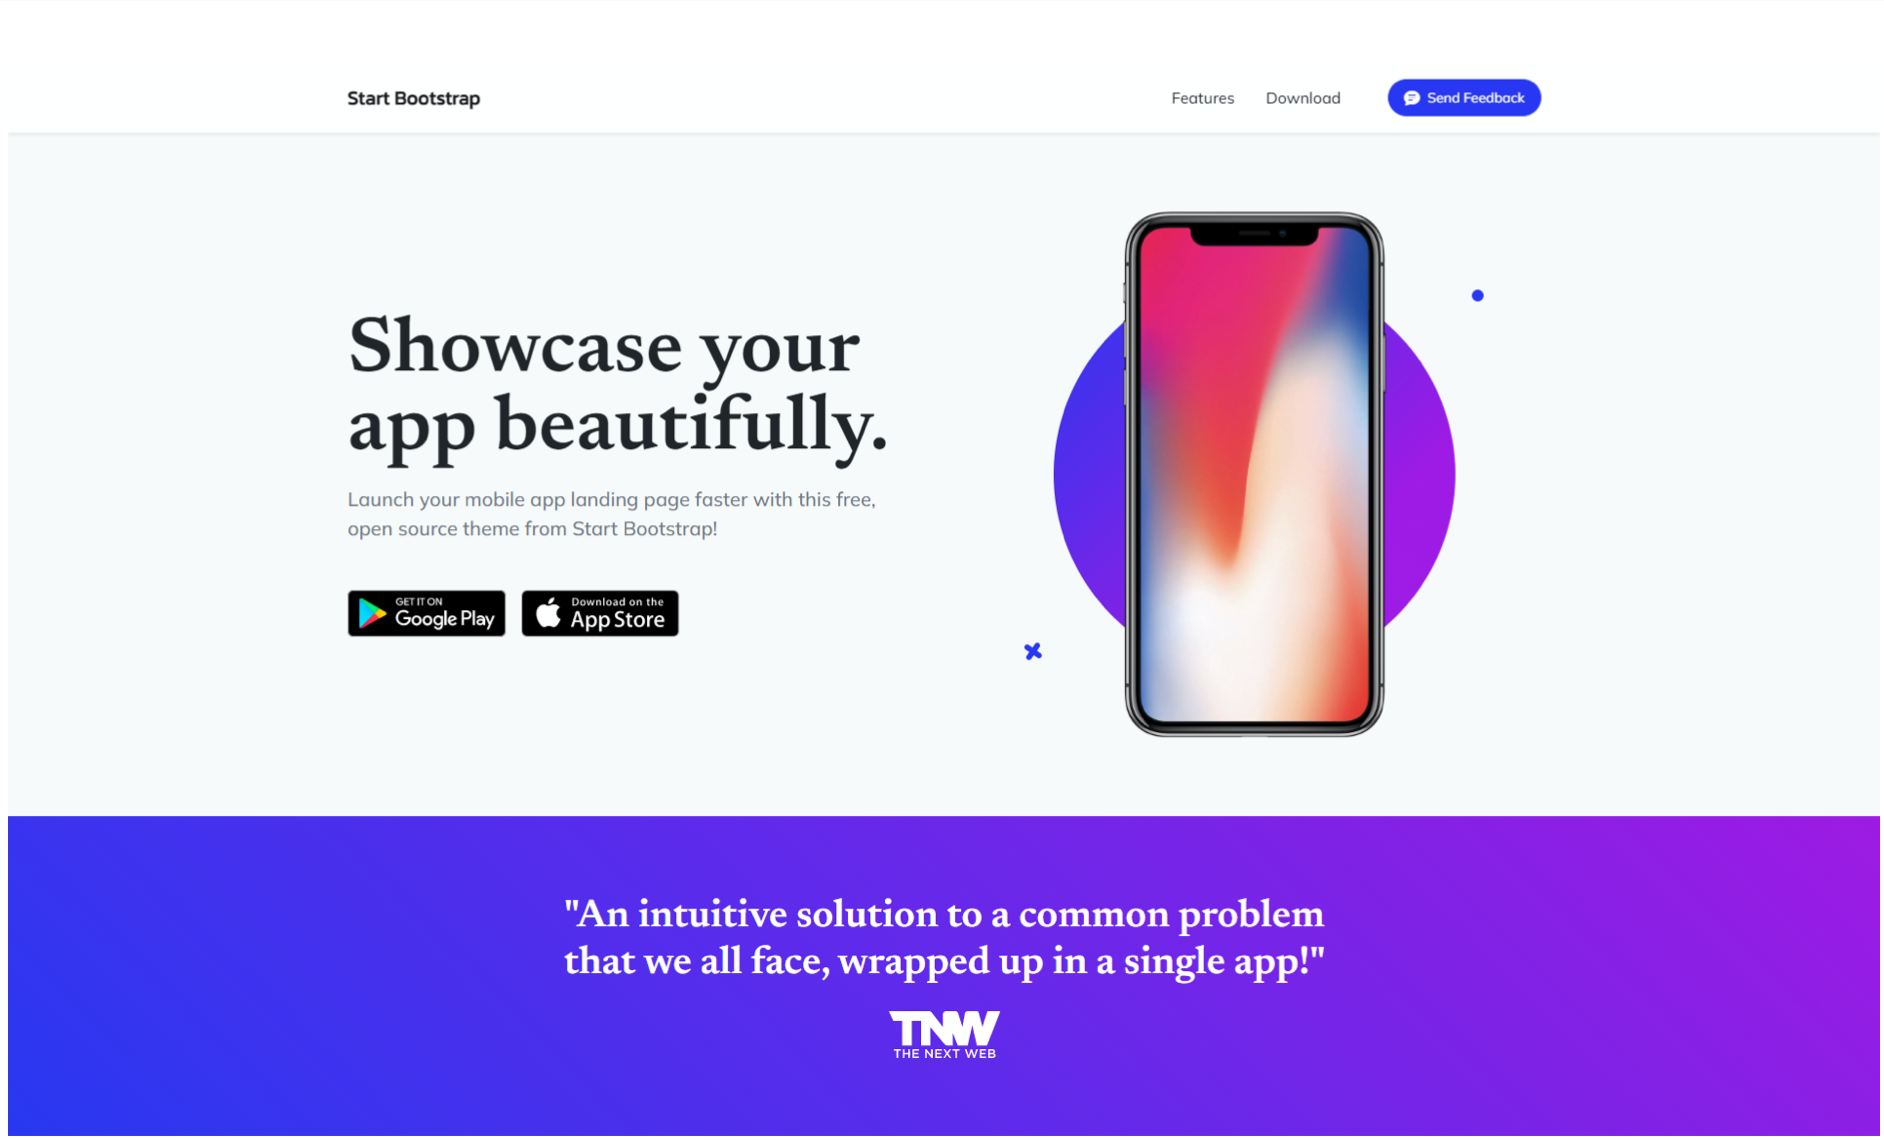 Start Bootstrap
Features
Download
Send Feedback
Showcase your
app beautifully.
Launch your mobile app landing page faster with this free,
open source theme from Start Bootstrap!
GET IT ON
Google Play
Download on the
App Store
"An intuitive solution to a common problem
that we all face, wrapped up in a single app!"
TNW
THE NEXT WEB